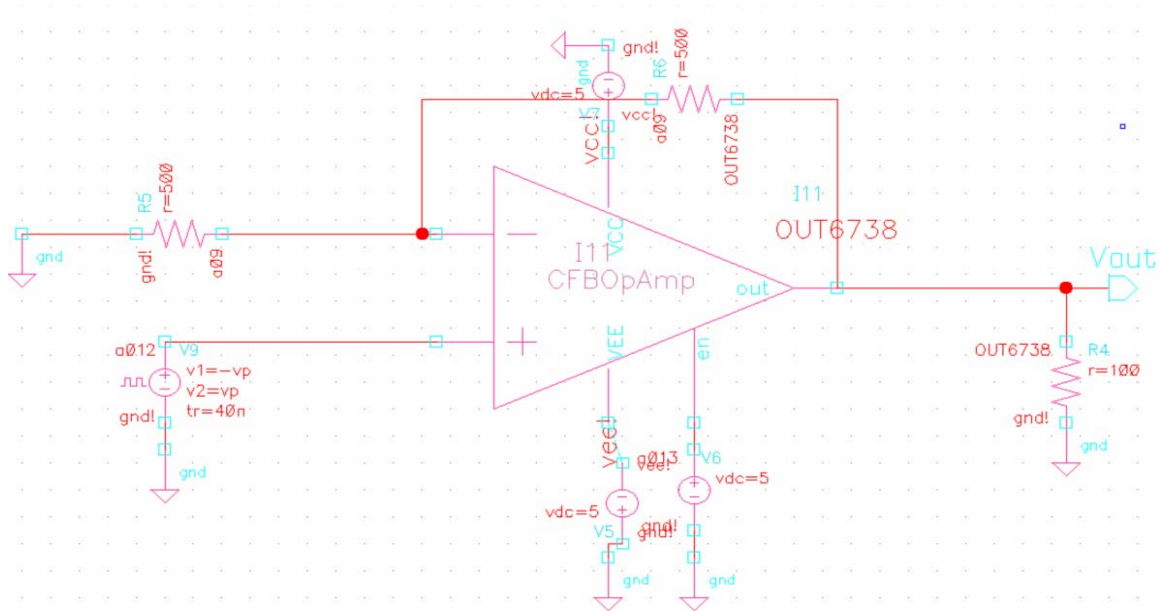 gnd!
gnd
vdc=5
V7
vcc!
VCC!
R6
r=500
a09
OUT6738
R5
r=500
gnd!
a09
gnd
I11
OUT6738
VCC
I11
CFBOpAmp
out
VEE
en
Vout
a012
V9
v1=-vp
v2=vp
tr=40n
gnd!
gnd
OUT6738
R4
r=100
gnd!
gnd
vee!
a013
vee!
V6
vdc=5
vdc=5
V5
gnd!
gnd!
gnd
gnd